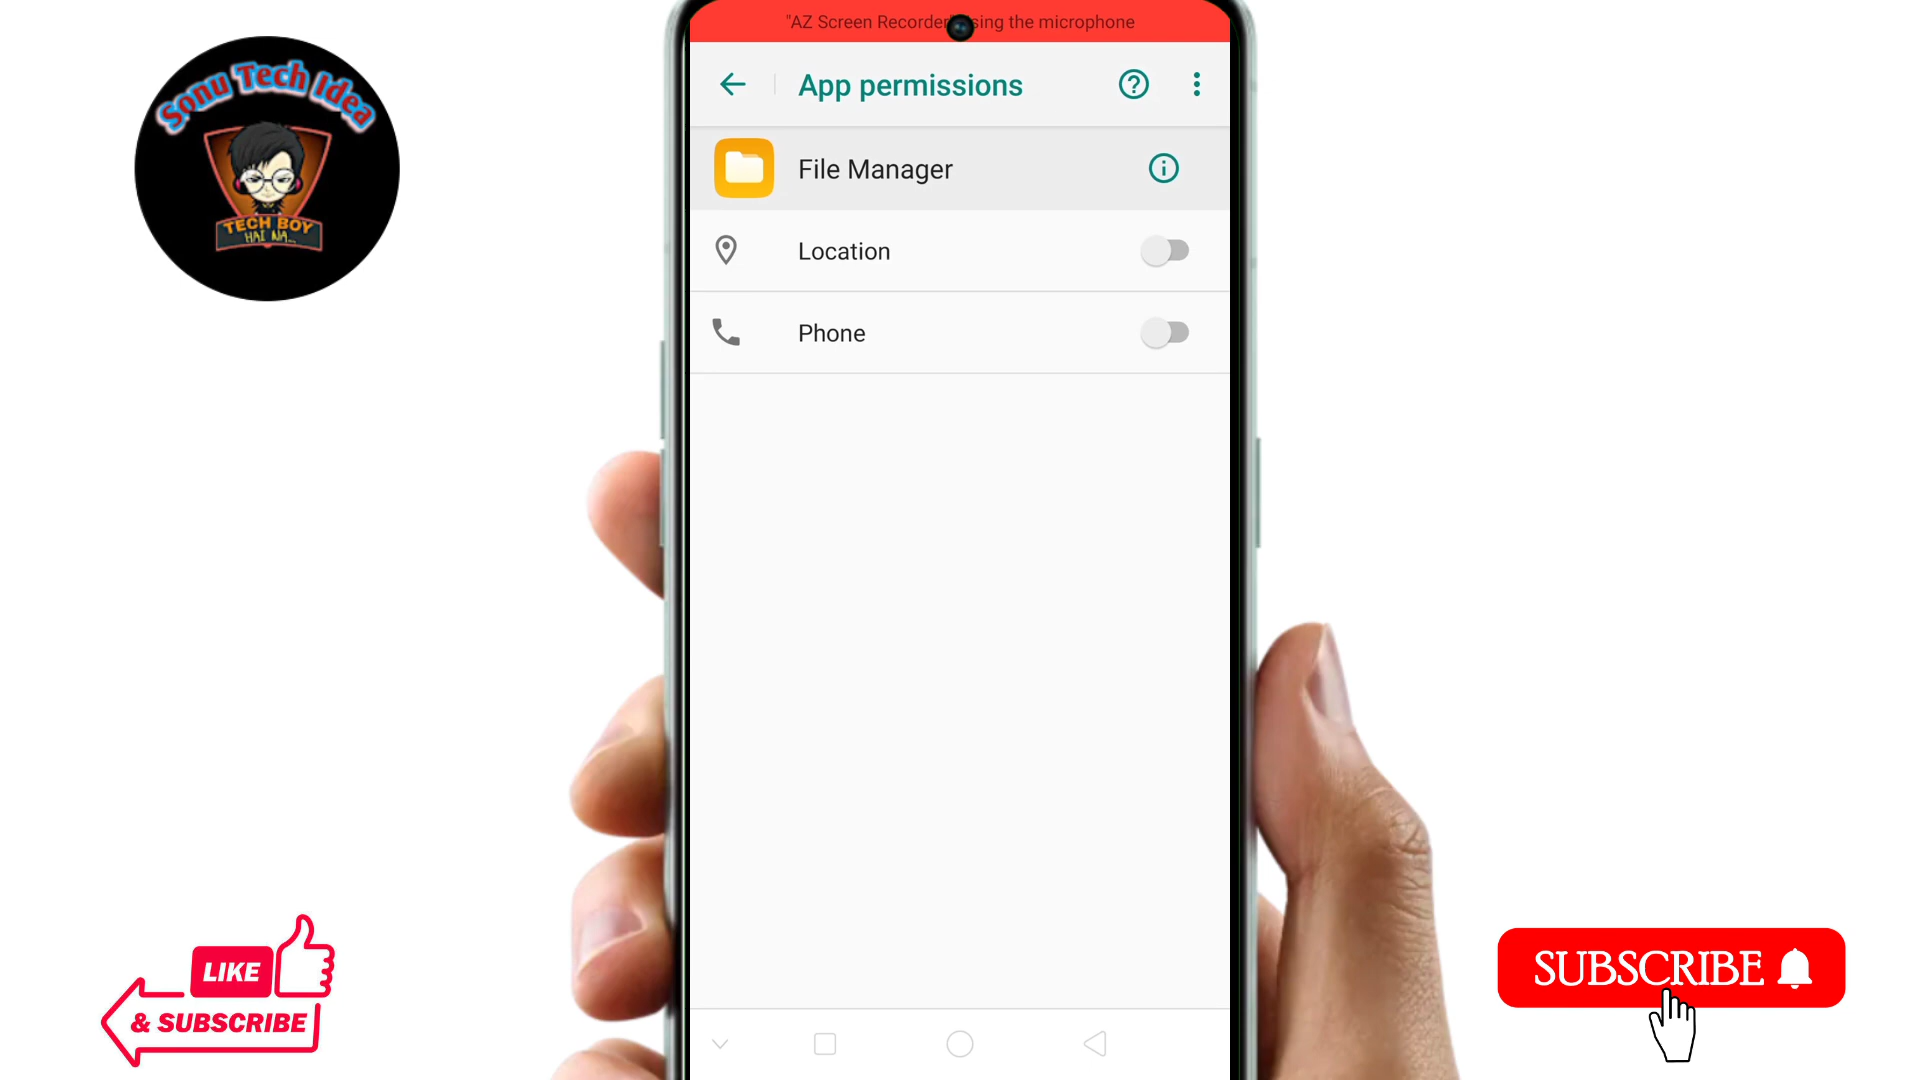 "AZ Screen Recorder" using the microphone
App permissions
File Manager
Location
Phone
Sonu Tech Idea
TECH BOY
HAI NA...
LIKE
& SUBSCRIBE
SUBSCRIBE